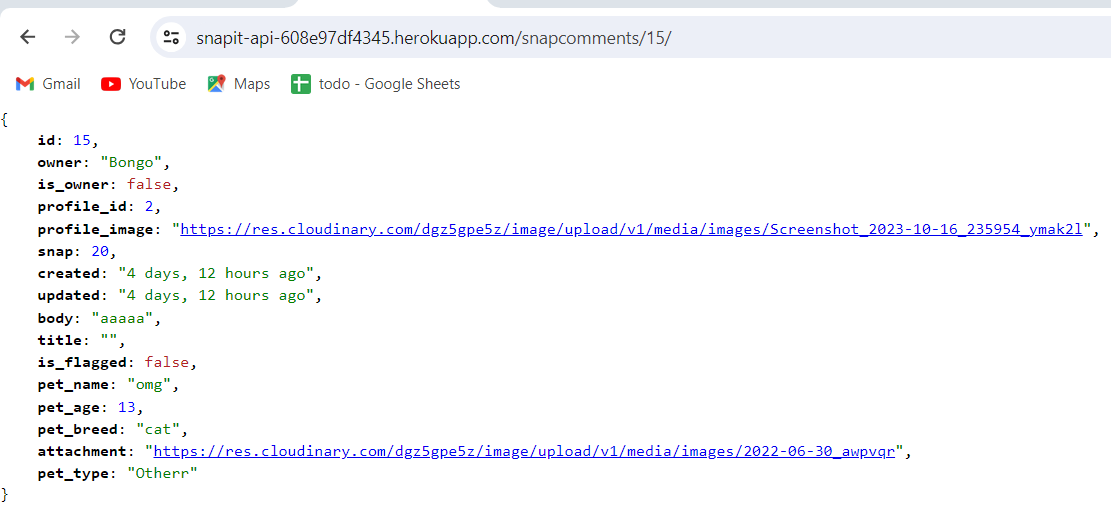 snapit-api-608e97df4345.herokuapp.com/snapcomments/15/
Gmail YouTube Maps todo - Google Sheets
{
id: 15,
owner: "Bongo",
is_owner: false,
profile_id: 2,
profile_image: "https://res.cloudinary.com/dgz5gpe5z/image/upload/v1/media/images/Screenshot_2023-10-16_235954_ymak2l",
snap: 20,
created: "4 days, 12 hours ago",
updated: "4 days, 12 hours ago",
body: "aaaaa",
title: "",
is_flagged: false,
pet_name: "omg",
pet_age: 13,
pet_breed: "cat",
attachment: "https://res.cloudinary.com/dgz5gpe5z/image/upload/v1/media/images/2022-06-30_awpvqr",
pet_type: "Otherr"
}